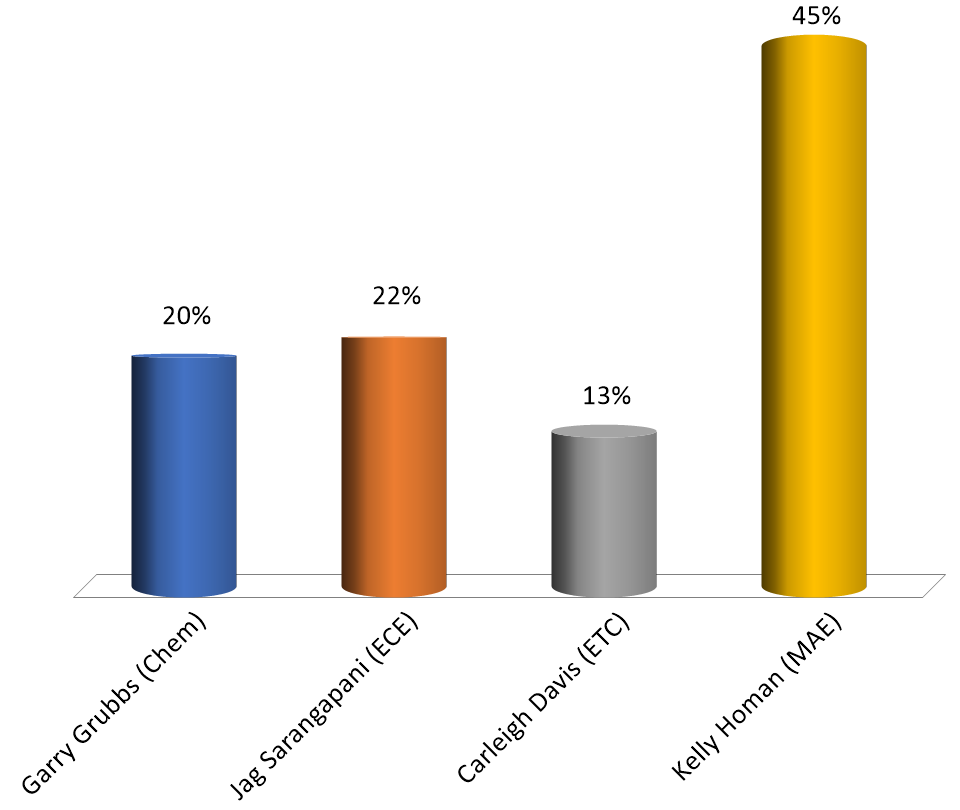 45%
22%
20%
13%
Garry Grubbs (Chem)
Jag Sarangapani (ECE)
Carleigh Davis (ETC)
Kelly Homan (MAE)